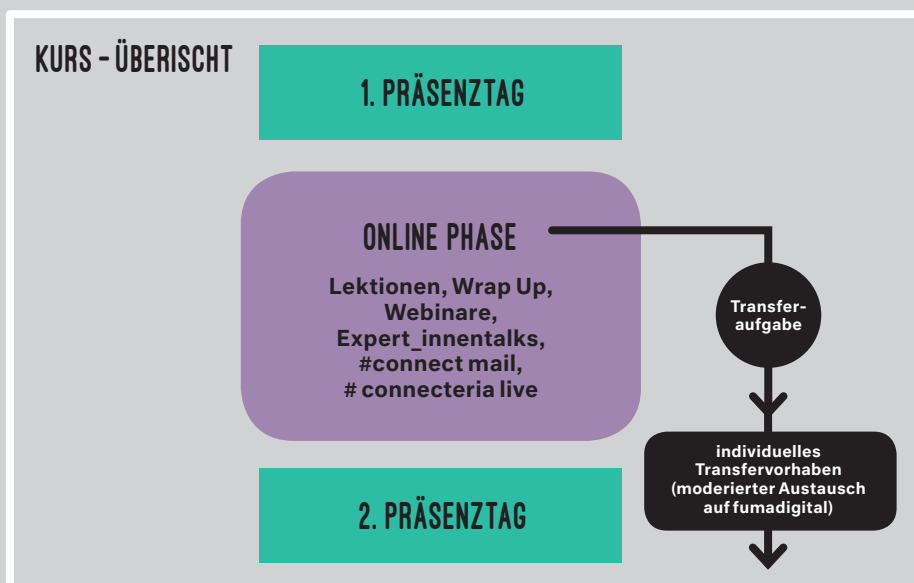 KURS – ÜBERISCHT
1. PRÄSENZTAG
ONLINE PHASE
Lektionen, Wrap Up,
Webinare,
Expert_innentalks,
#connect mail,
# connecteria live
Transfer-
aufgabe
individuelles
Transfervorhaben
(moderierter Austausch
auf fumadigital)
2. PRÄSENZTAG